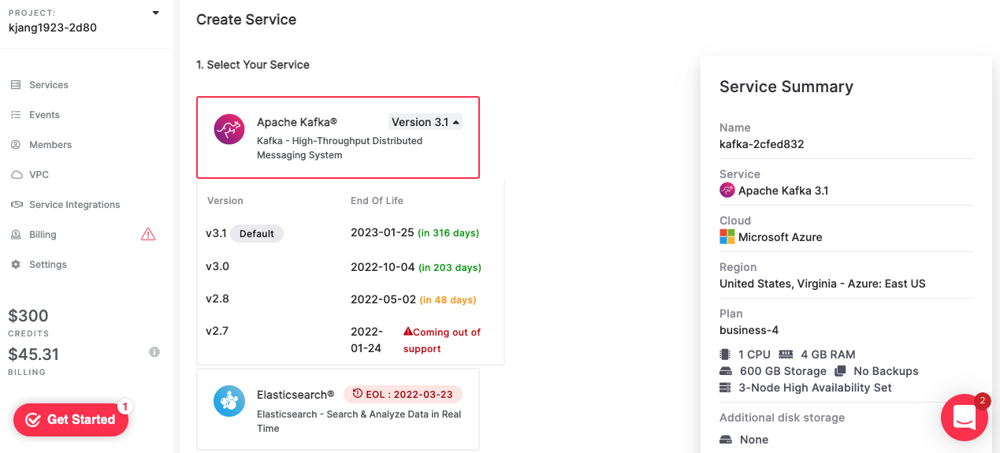 PROJECT:
kjang1923-2d80
Services
Events
Members
VPC
Service Integrations
Billing
Settings
$300
CREDITS
$45.31
BILLING
Get Started
1
Create Service
1. Select Your Service
Apache Kafka®
Version 3.1
Kafka - High-Throughput Distributed
Messaging System
Version End Of Life
v3.1 Default 2023-01-25 (in 316 days)
v3.0 2022-10-04 (in 203 days)
v2.8 2022-05-02 (in 48 days)
v2.7 2022-01-24 Coming out of
support
Elasticsearch® EOL : 2022-03-23
Elasticsearch - Search & Analyze Data in Real
Time
Service Summary
Name
kafka-2cfed832
Service
Apache Kafka 3.1
Cloud
Microsoft Azure
Region
United States, Virginia - Azure: East US
Plan
business-4
1 CPU 4 GB RAM
600 GB Storage No Backups
3-Node High Availability Set
Additional disk storage
None
2